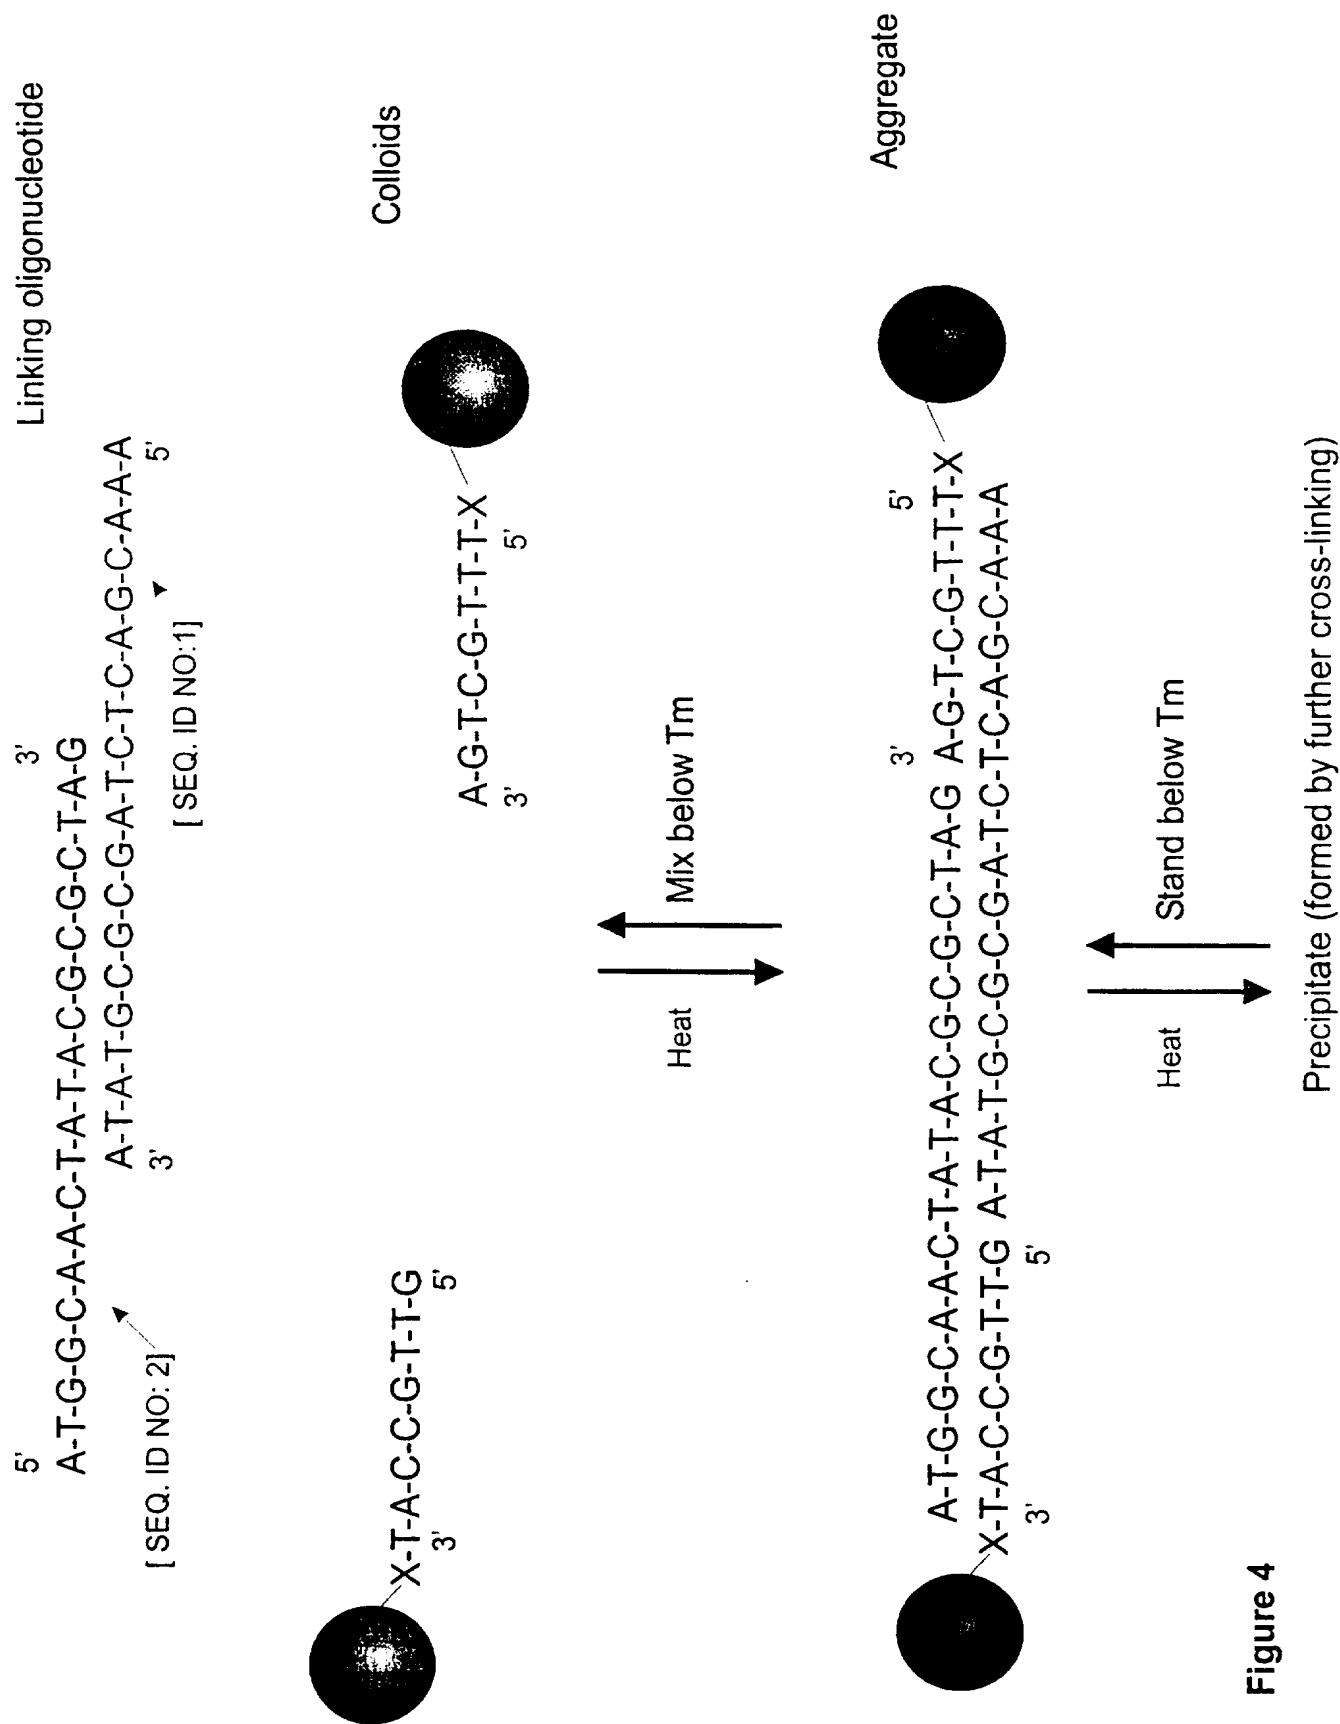 Linking oligonucleotide
5' 3'
A-T-G-G-C-A-A-C-T-A-T-A-C-G-C-G-C-T-A-G
A-T-A-T-G-C-G-C-G-A-T-C-T-C-A-G-C-A-A-A
3' 5'
[ SEQ. ID NO: 2]
[ SEQ. ID NO:1]
Colloids
X-T-A-C-C-G-T-T-G
3' 5'
A-G-T-C-G-T-T-T-X
3' 5'
Heat
Mix below Tm
Aggregate
3' 5'
A-T-G-G-C-A-A-C-T-A-T-A-C-G-C-G-C-T-A-G A-G-T-C-G-T-T-T-X
X-T-A-C-C-G-T-T-G A-T-A-T-G-C-G-C-G-A-T-C-T-C-A-G-C-A-A-A
3' 5'
Heat
Stand below Tm
Precipitate (formed by further cross-linking)
Figure 4